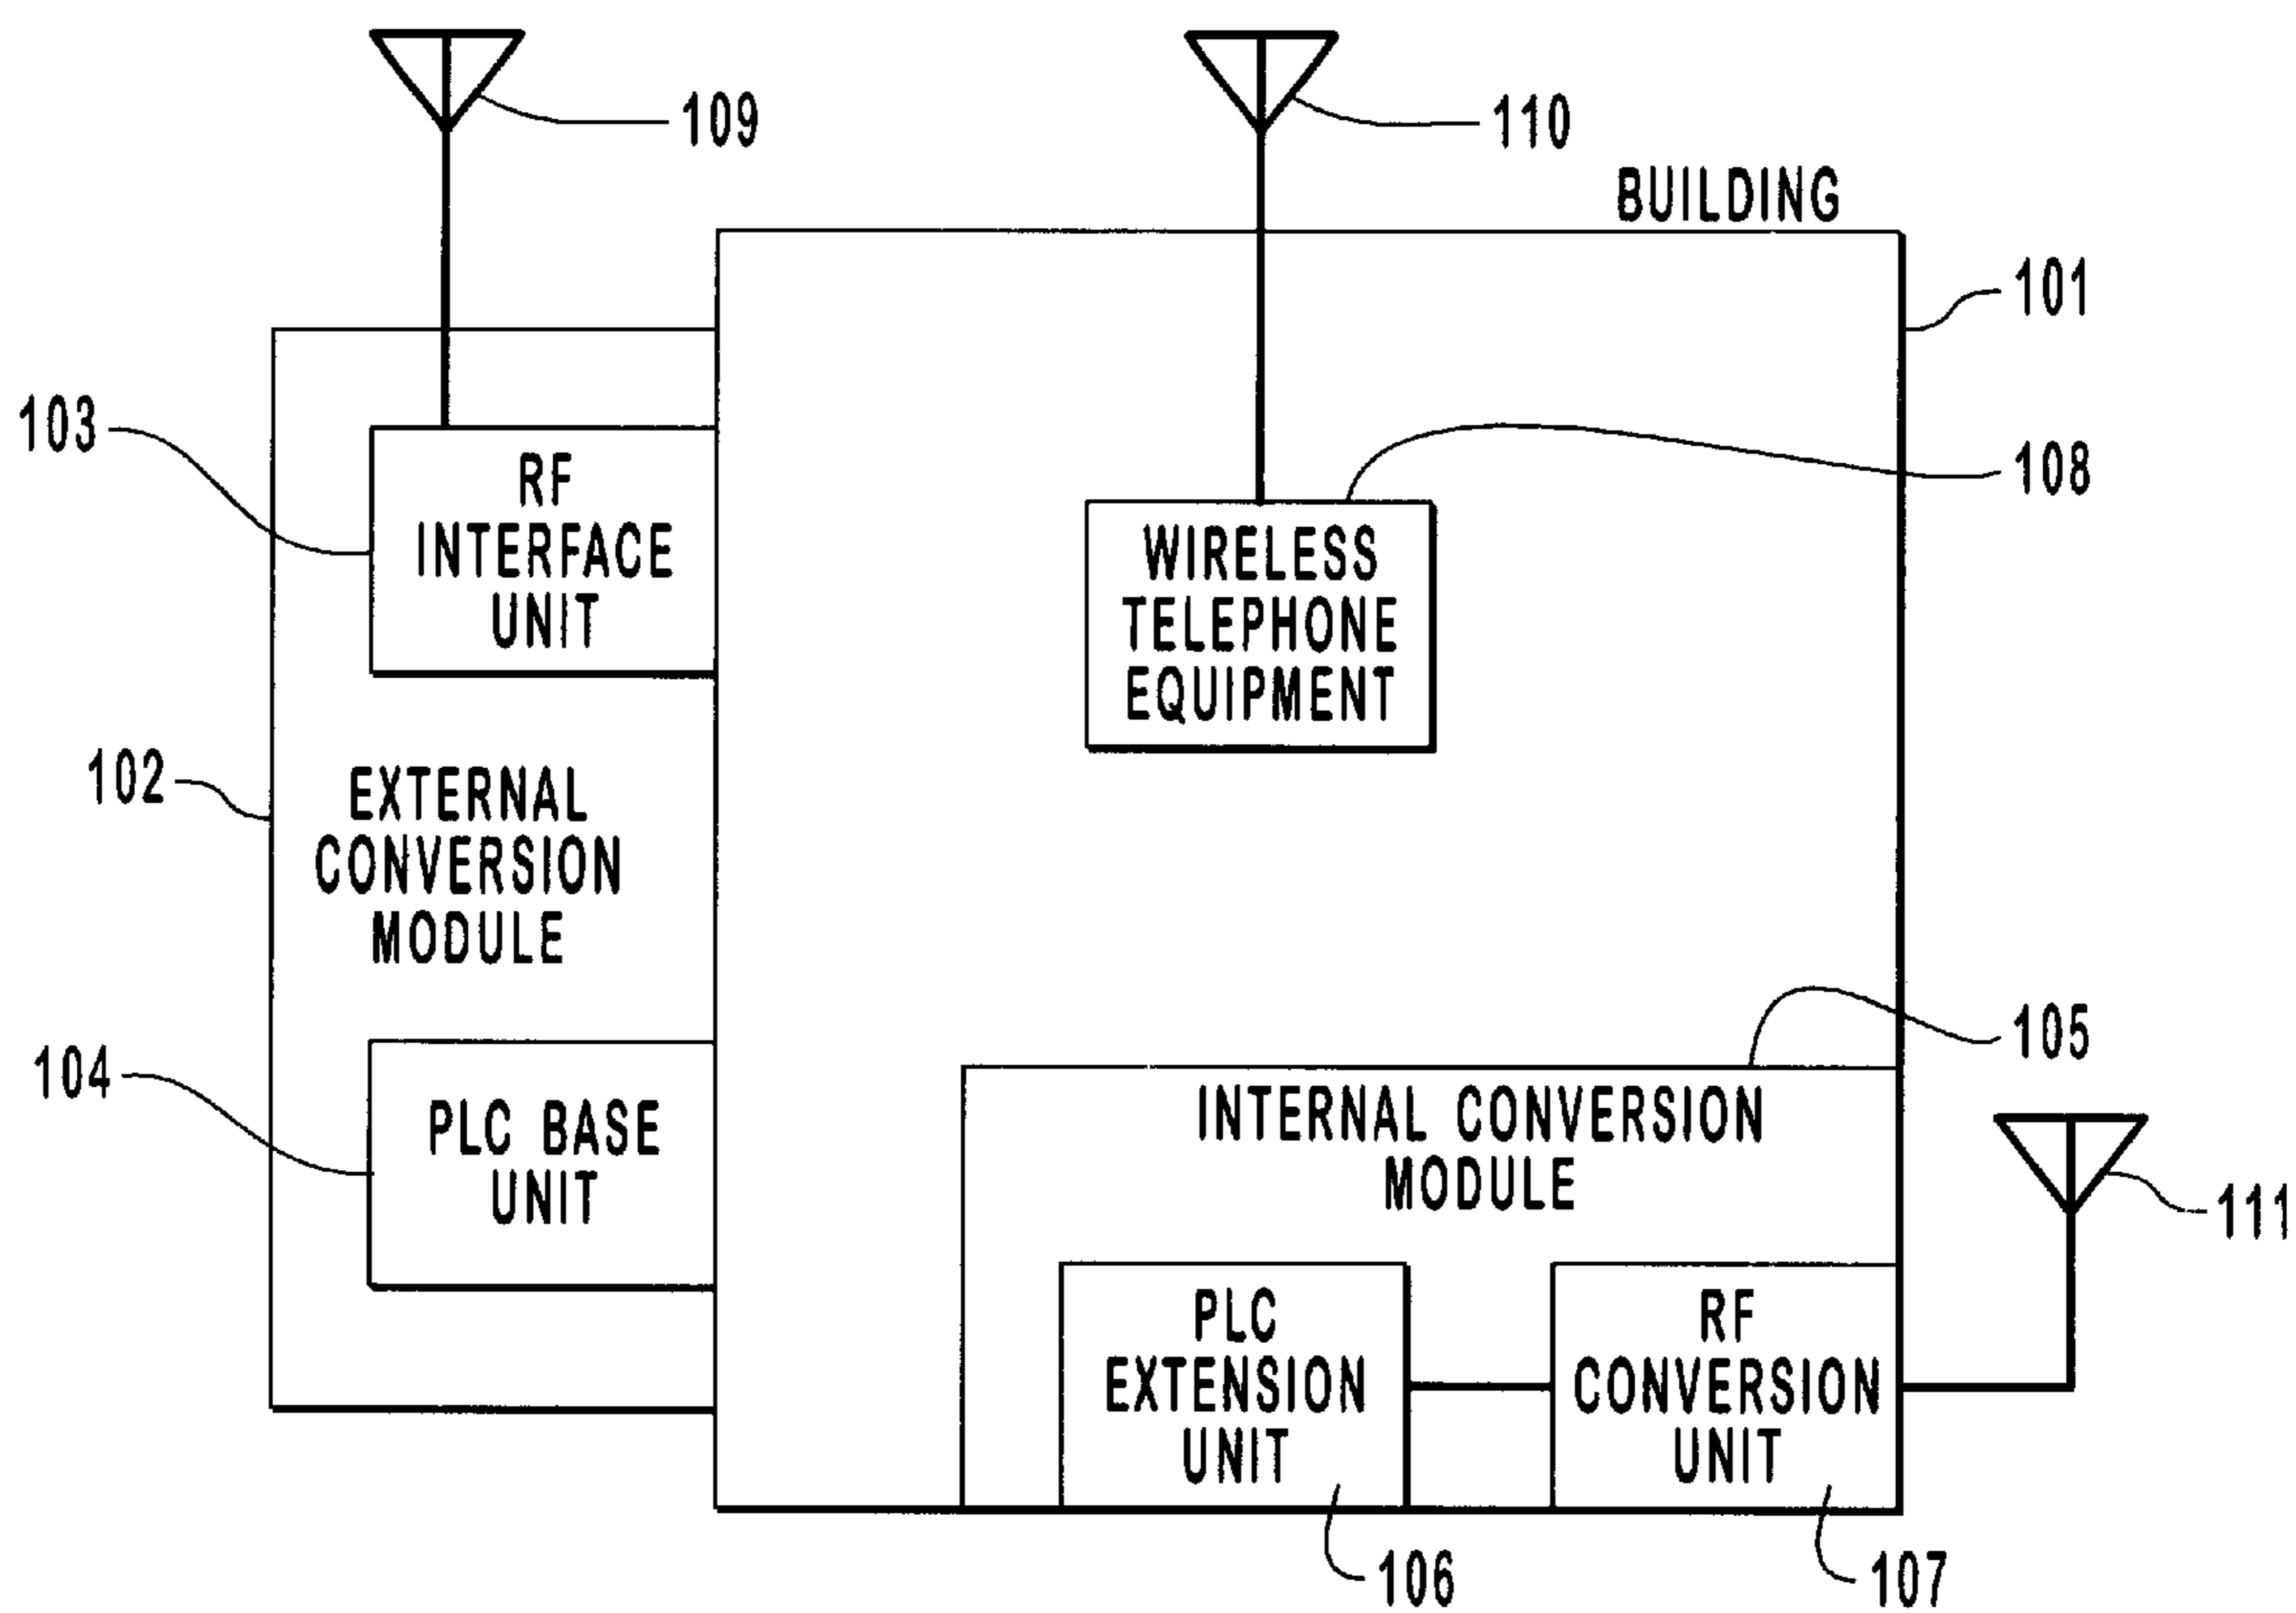 109
110
BUILDING
101
103
RF
INTERFACE
UNIT
108
WIRELESS
TELEPHONE
EQUIPMENT
102
EXTERNAL
CONVERSION
MODULE
105
104
PLC BASE
UNIT
INTERNAL CONVERSION
MODULE
111
PLC
EXTENSION
UNIT
RF
CONVERSION
UNIT
106
107